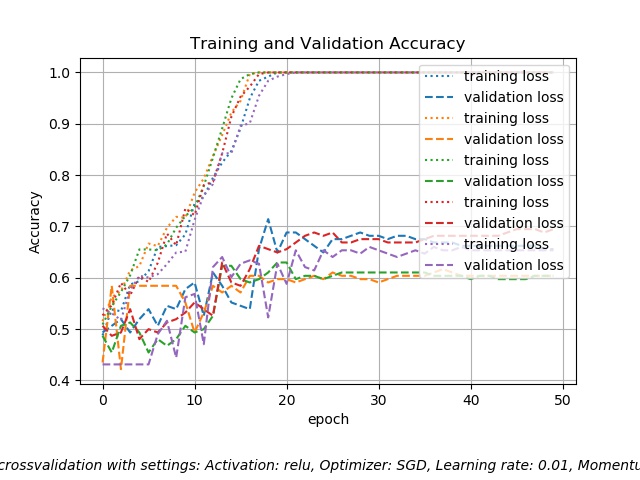 Training and Validation Accuracy
1.0
0.9
0.8
0.7
0.6
0.5
0.4
Accuracy
training loss
validation loss
training loss
validation loss
training loss
validation loss
training loss
validation loss
training loss
validation loss
0 10 20 30 40 50
epoch
crossvalidation with settings: Activation: relu, Optimizer: SGD, Learning rate: 0.01,